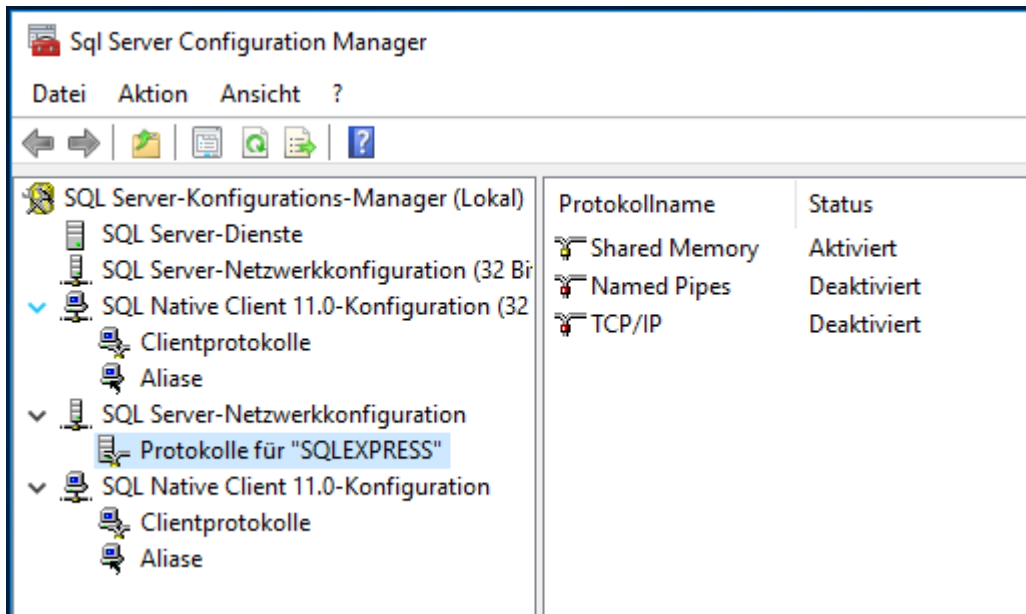 Sql Server Configuration Manager
Datei Aktion Ansicht ?
SQL Server-Konfigurations-Manager (Lokal)
SQL Server-Dienste
SQL Server-Netzwerkkonfiguration (32 Bi
SQL Native Client 11.0-Konfiguration (32
Clientprotokolle
Aliase
SQL Server-Netzwerkkonfiguration
Protokolle für "SQLEXPRESS"
SQL Native Client 11.0-Konfiguration
Clientprotokolle
Aliase
Protokollname Status
Shared Memory Aktiviert
Named Pipes Deaktiviert
TCP/IP Deaktiviert